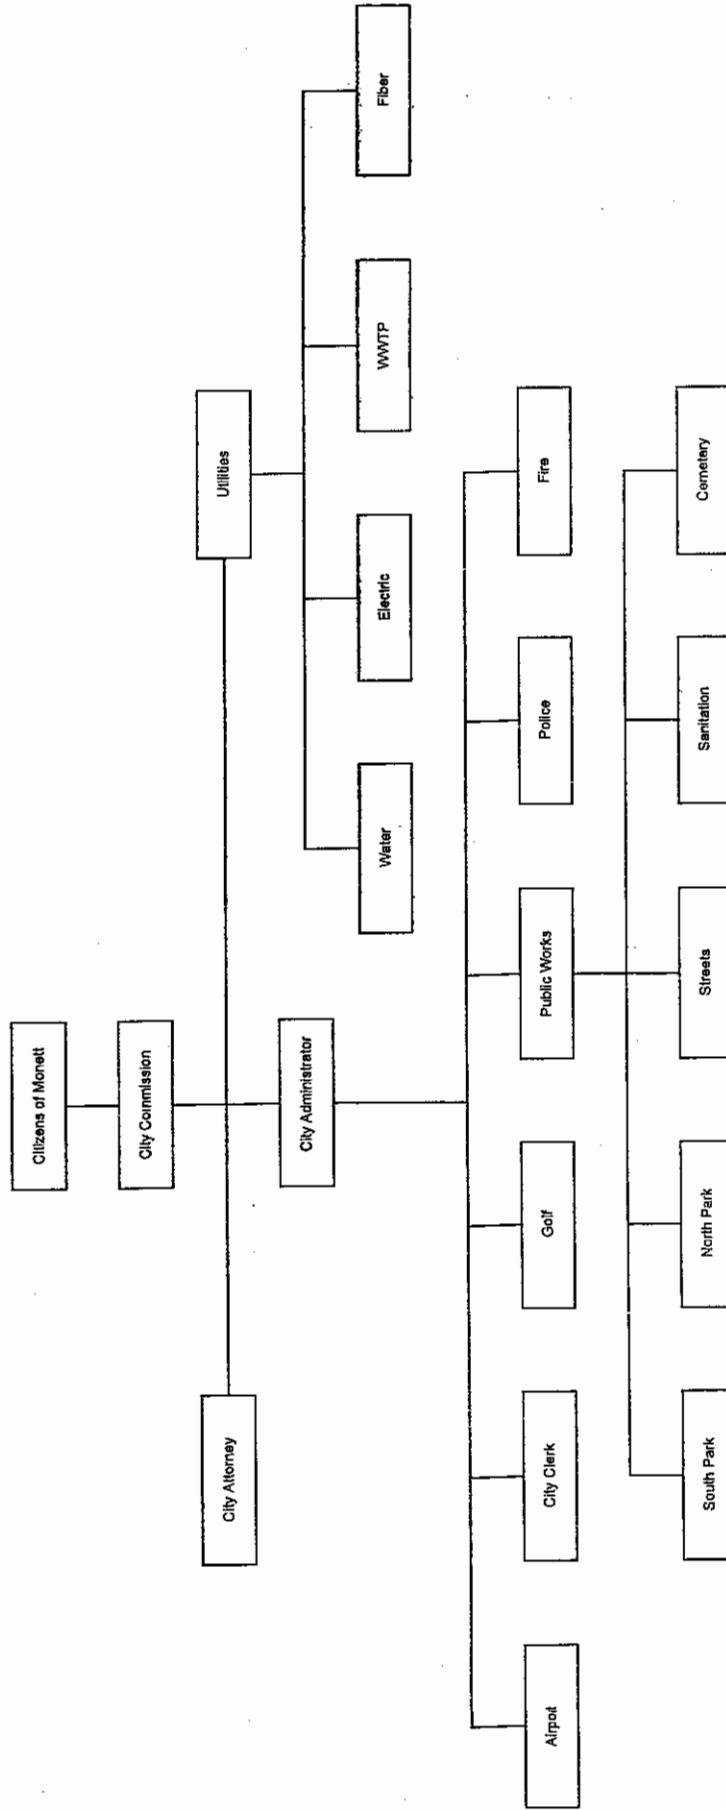 Citizens of Monett
City Commission
City Attorney
Utilities
City Administrator
Water
Electric
WWTP
Fiber
Airport
City Clerk
Golf
Public Works
Police
Fire
South Park
North Park
Streets
Sanitation
Cemetery